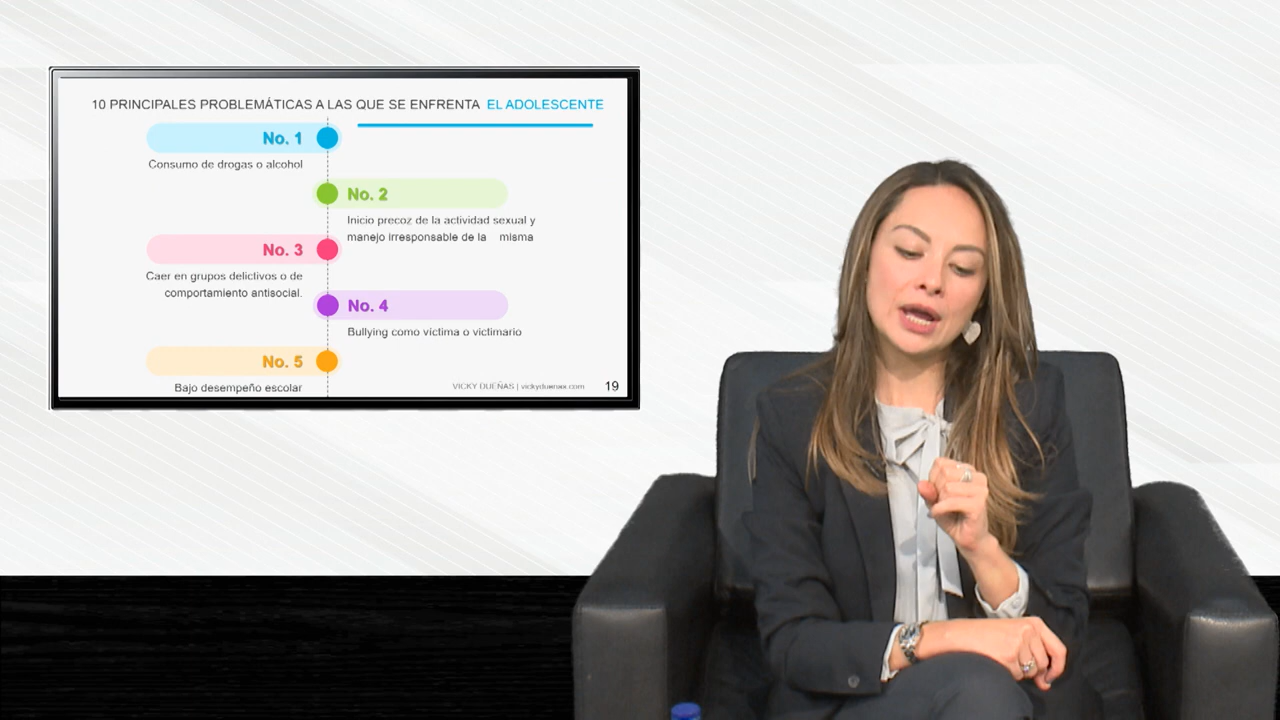 10 PRINCIPALES PROBLEMÁTICAS A LAS QUE SE ENFRENTA EL ADOLESCENTE
No. 1
Consumo de drogas o alcohol
No. 2
Inicio precoz de la actividad sexual y
manejo irresponsable de la misma
No. 3
Caer en grupos delictivos o de
comportamiento antisocial.
No. 4
Bullying como víctima o victimario
No. 5
Bajo desempeño escolar
VICKY DUEÑAS | vickyduenas.com 19